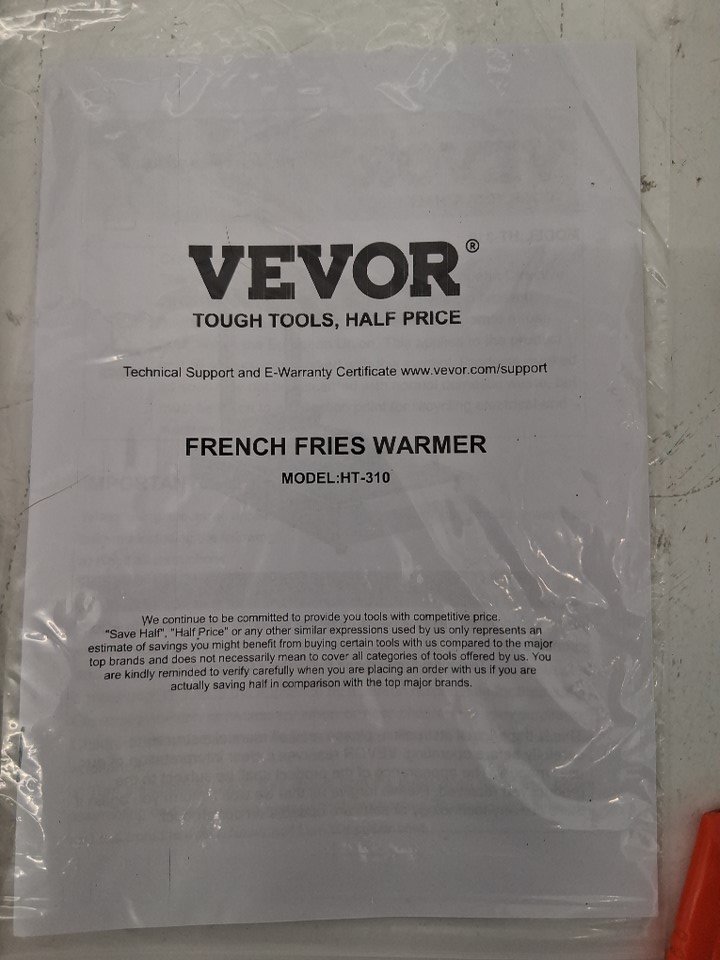 VEVOR®
TOUGH TOOLS, HALF PRICE
Technical Support and E-Warranty Certificate www.vevor.com/support
FRENCH FRIES WARMER
MODEL:HT-310
We continue to be committed to provide you tools with competitive price.
"Save Half", "Half Price" or any other similar expressions used by us only represents an
estimate of savings you might benefit from buying certain tools with us compared to the major
top brands and does not necessarily mean to cover all categories of tools offered by us. You
are kindly reminded to verify carefully when you are placing an order with us if you are
actually saving half in comparison with the top major brands.